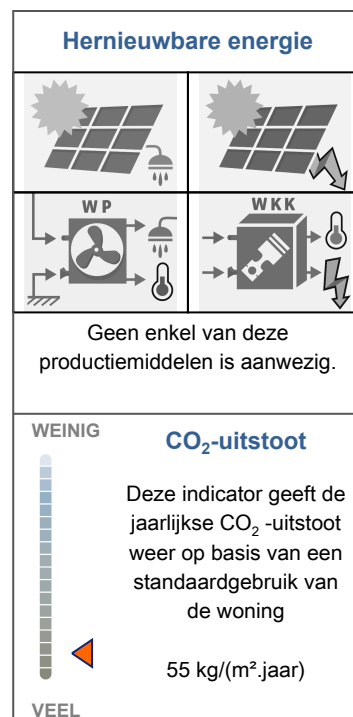 Hernieuwbare energie
WP
WKK
Geen enkel van deze
productiemiddelen is aanwezig.
WEINIG
CO₂-uitstoot
Deze indicator geeft de
jaarlijkse CO₂ -uitstoot
weer op basis van een
standaardgebruik van
de woning
55 kg/(m².jaar)
VEEL